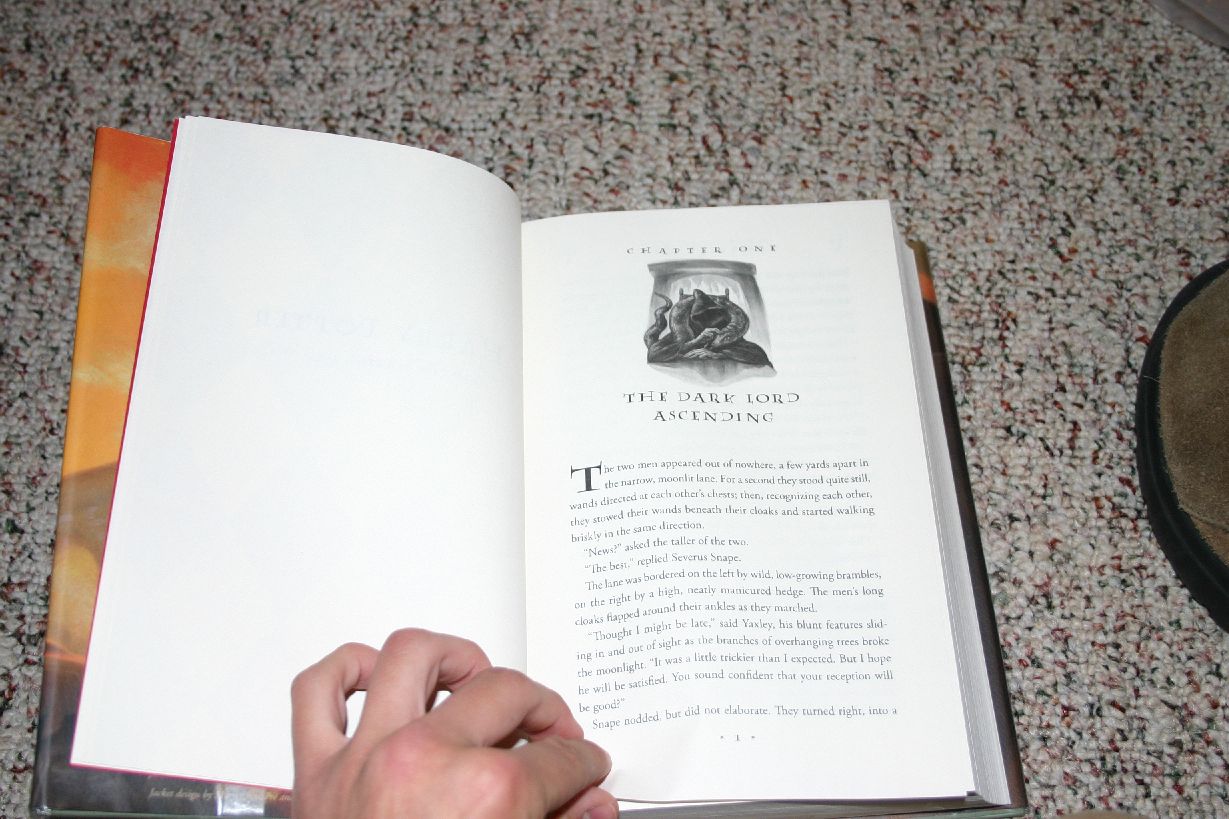 CHAPTER ONE
THE DARK LORD
ASCENDING
The two men appeared out of nowhere, a few yards apart in
the narrow, moonlit lane. For a second they stood quite still,
wands directed at each other's chests; then, recognizing each other,
they stowed their wands beneath their cloaks and started walking
briskly in the same direction.
"News?" asked the taller of the two.
"The best," replied Severus Snape.
The lane was bordered on the left by wild, low-growing brambles,
on the right by a high, neatly manicured hedge. The men's long
cloaks flapped around their ankles as they marched.
"Thought I might be late," said Yaxley, his blunt features slid-
ing in and out of sight as the branches of overhanging trees broke
the moonlight. "It was a little trickier than I expected. But I hope
he will be satisfied. You sound confident that your reception will
be good?"
Snape nodded, but did not elaborate. They turned right, into a
* 1 *
Jacket design by